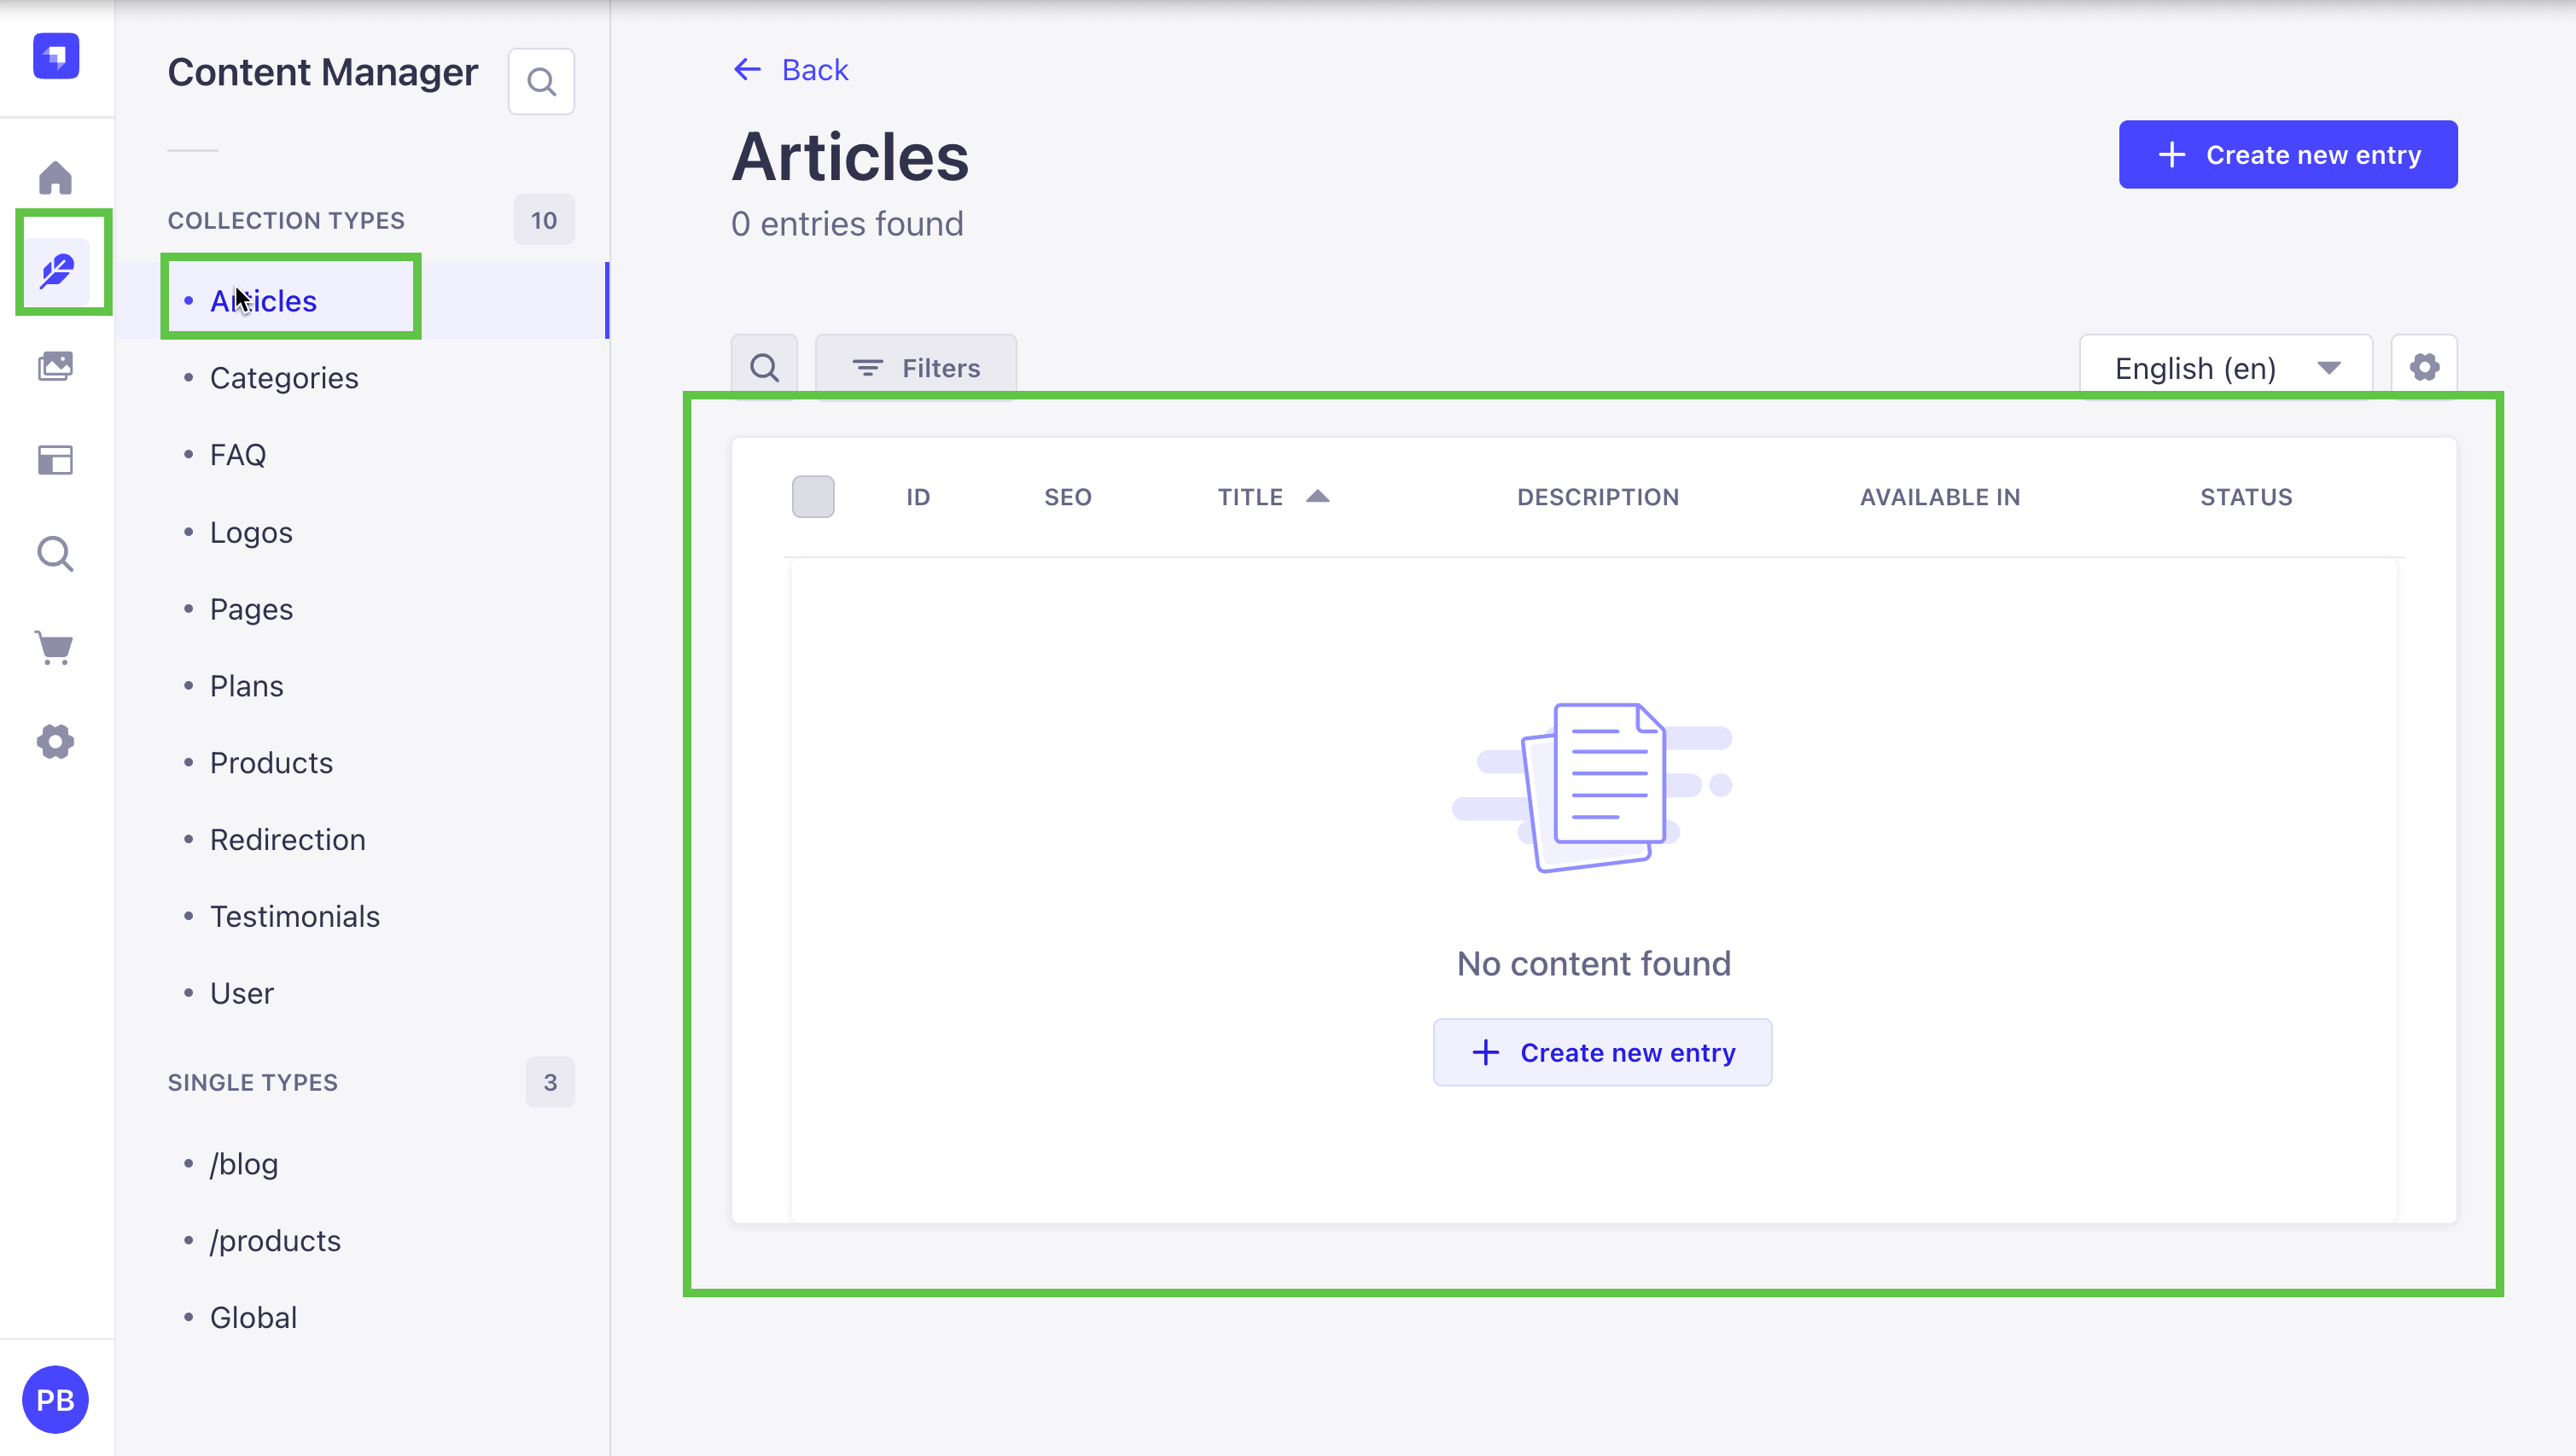 Content Manager
COLLECTION TYPES 10
Articles
Categories
FAQ
Logos
Pages
Plans
Products
Redirection
Testimonials
User
SINGLE TYPES 3
/blog
/products
Global
PB
Back
Articles
Create new entry
0 entries found
Filters
English (en)
ID SEO TITLE DESCRIPTION AVAILABLE IN STATUS
No content found
Create new entry